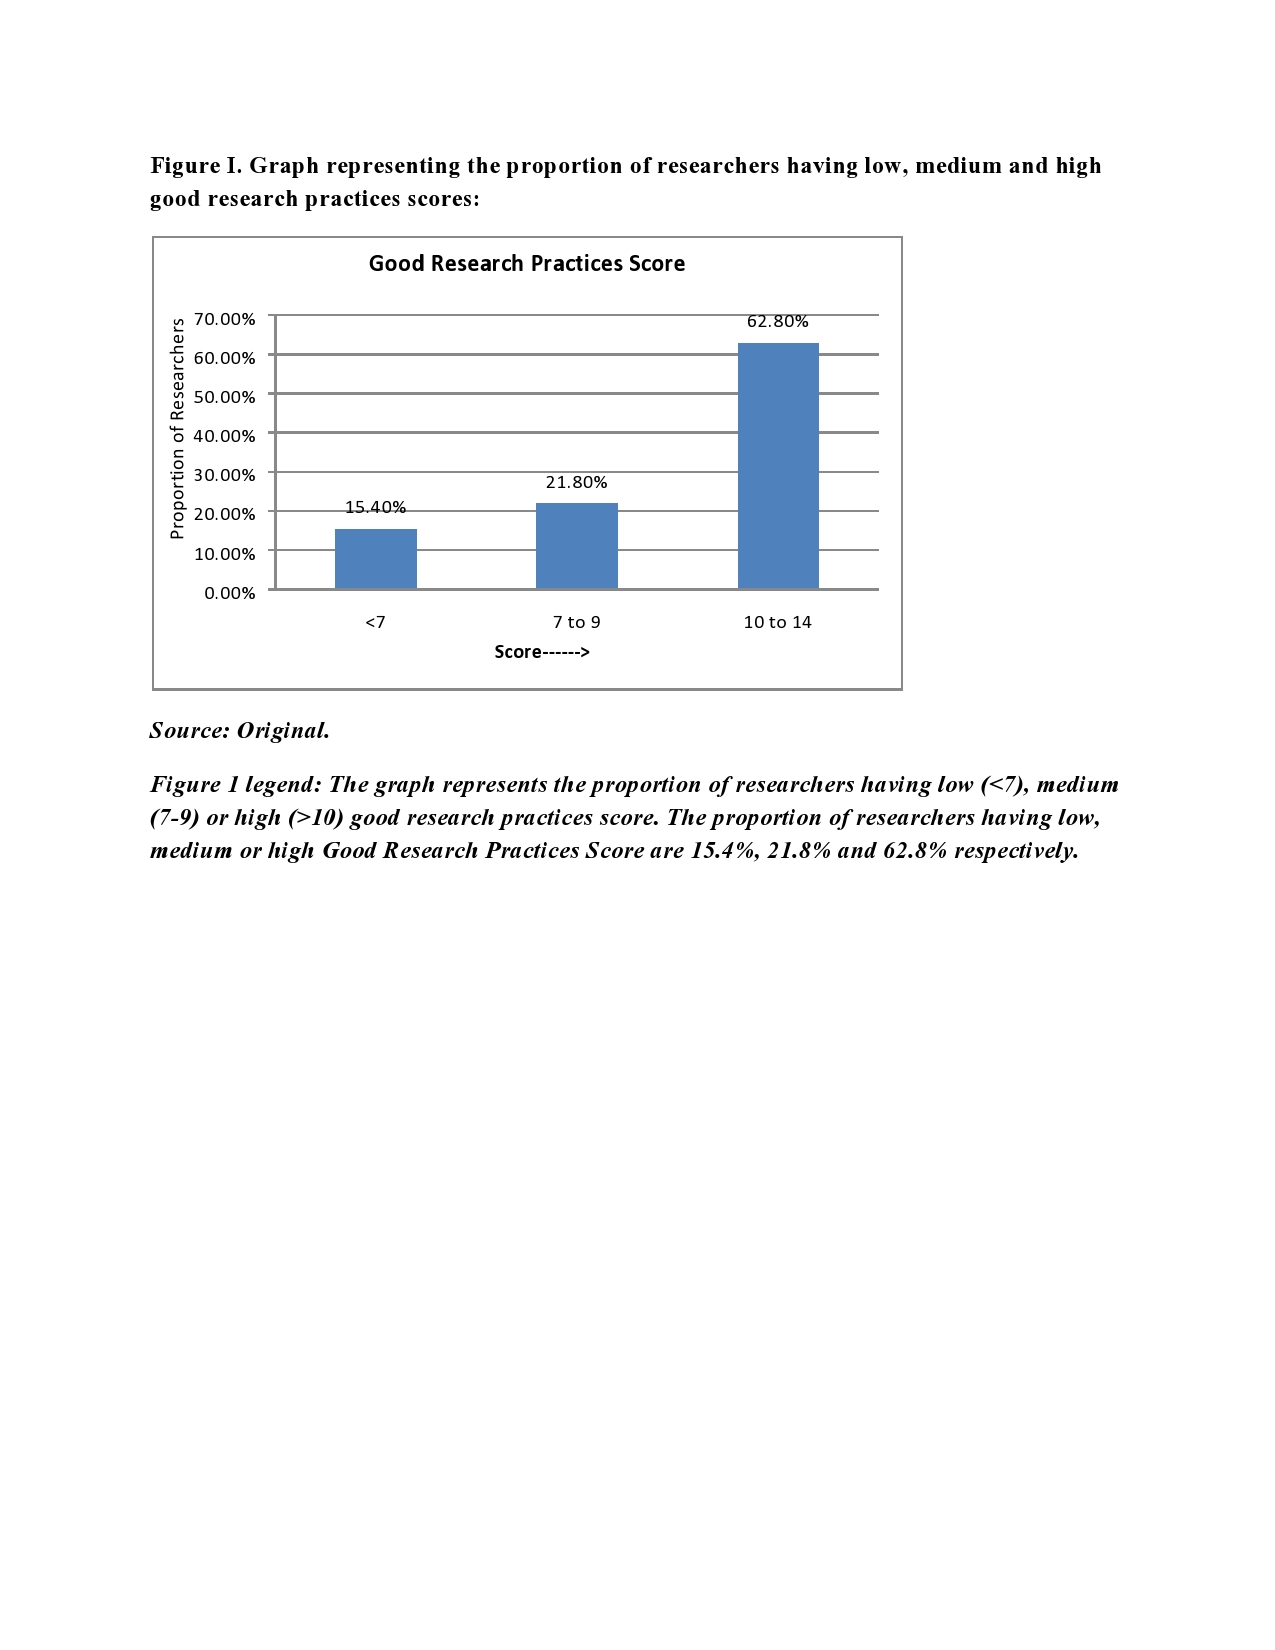 Figure I. Graph representing the proportion of researchers having low, medium and high
good research practices scores:
Good Research Practices Score
Proportion of Researchers
70.00%
60.00%
50.00%
40.00%
30.00%
20.00%
10.00%
0.00%
15.40%
21.80%
62.80%
<7
7 to 9
10 to 14
Score------>
Source: Original.
Figure 1 legend: The graph represents the proportion of researchers having low (<7), medium
(7-9) or high (>10) good research practices score. The proportion of researchers having low,
medium or high Good Research Practices Score are 15.4%, 21.8% and 62.8% respectively.